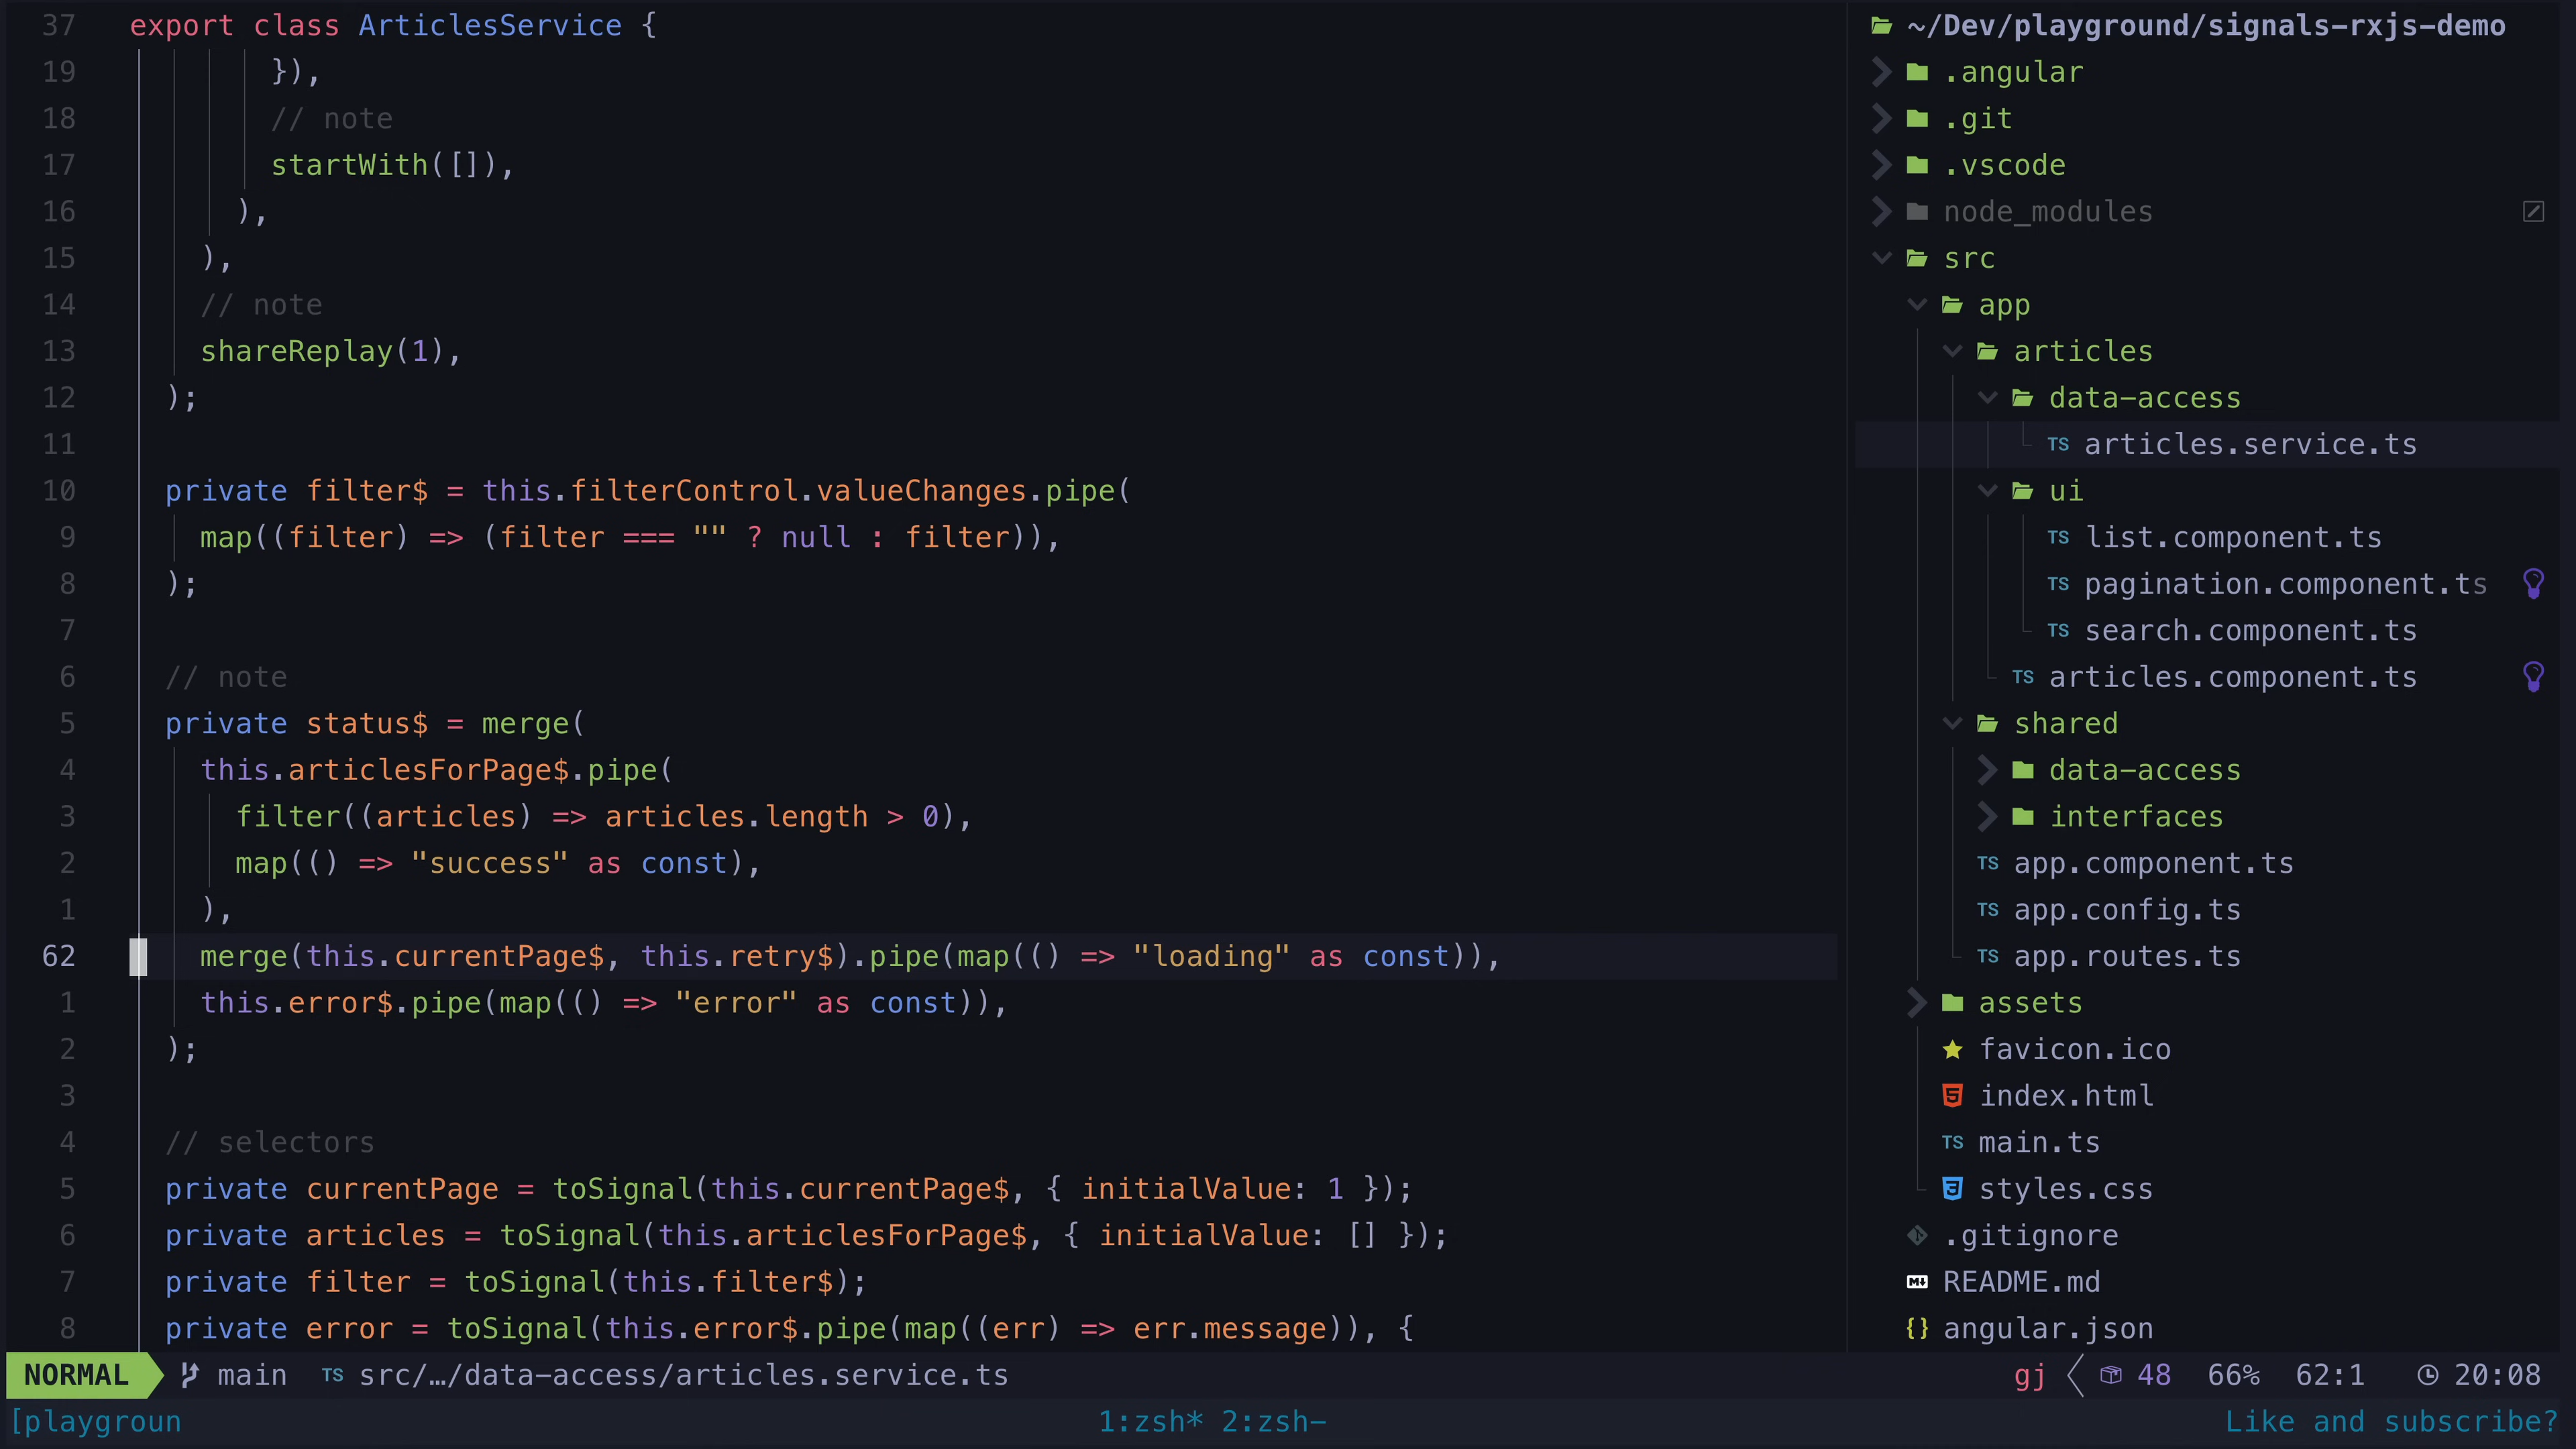 37 export class ArticlesService {
19 }),
18 // note
17 startWith([]),
16 ),
15 ),
14 // note
13 shareReplay(1),
12 );
11
10 private filter$ = this.filterControl.valueChanges.pipe(
9 map((filter) => (filter === "" ? null : filter)),
8 );
7
6 // note
5 private status$ = merge(
4 this.articlesForPage$.pipe(
3 filter((articles) => articles.length > 0),
2 map(() => "success" as const),
1 ),
62 merge(this.currentPage$, this.retry$).pipe(map(() => "loading" as const)),
1 this.error$.pipe(map(() => "error" as const)),
2 );
3
4 // selectors
5 private currentPage = toSignal(this.currentPage$, { initialValue: 1 });
6 private articles = toSignal(this.articlesForPage$, { initialValue: [] });
7 private filter = toSignal(this.filter$);
8 private error = toSignal(this.error$.pipe(map((err) => err.message)), {
~/Dev/playground/signals-rxjs-demo
.angular
.git
.vscode
node_modules
src
app
articles
data-access
TS articles.service.ts
ui
TS list.component.ts
TS pagination.component.ts
TS search.component.ts
TS articles.component.ts
shared
data-access
interfaces
TS app.component.ts
TS app.config.ts
TS app.routes.ts
assets
favicon.ico
index.html
TS main.ts
styles.css
.gitignore
README.md
{} angular.json
NORMAL main TS src/…/data-access/articles.service.ts gj 48 66% 62:1 20:08
[playgroun 1:zsh* 2:zsh- Like and subscribe?